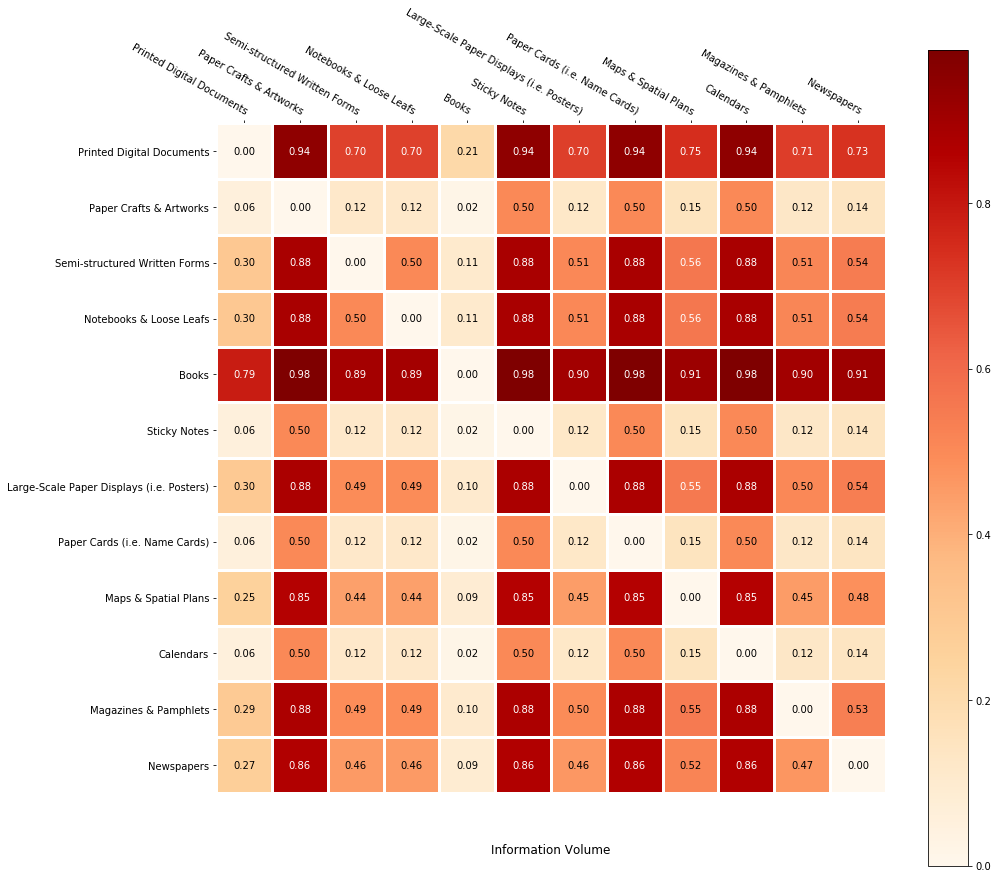 Printed Digital Documents
Paper Crafts & Artworks
Semi-structured Written Forms
Notebooks & Loose Leafs
Books
Sticky Notes
Large-Scale Paper Displays (i.e. Posters)
Paper Cards (i.e. Name Cards)
Maps & Spatial Plans
Calendars
Magazines & Pamphlets
Newspapers
Printed Digital Documents 0.00 0.94 0.70 0.70 0.21 0.94 0.70 0.94 0.75 0.94 0.71 0.73
Paper Crafts & Artworks 0.06 0.00 0.12 0.12 0.02 0.50 0.12 0.50 0.15 0.50 0.12 0.14
Semi-structured Written Forms 0.30 0.88 0.00 0.50 0.11 0.88 0.51 0.88 0.56 0.88 0.51 0.54
Notebooks & Loose Leafs 0.30 0.88 0.50 0.00 0.11 0.88 0.51 0.88 0.56 0.88 0.51 0.54
Books 0.79 0.98 0.89 0.89 0.00 0.98 0.90 0.98 0.91 0.98 0.90 0.91
Sticky Notes 0.06 0.50 0.12 0.12 0.02 0.00 0.12 0.50 0.15 0.50 0.12 0.14
Large-Scale Paper Displays (i.e. Posters) 0.30 0.88 0.49 0.49 0.10 0.88 0.00 0.88 0.55 0.88 0.50 0.54
Paper Cards (i.e. Name Cards) 0.06 0.50 0.12 0.12 0.02 0.50 0.12 0.00 0.15 0.50 0.12 0.14
Maps & Spatial Plans 0.25 0.85 0.44 0.44 0.09 0.85 0.45 0.85 0.00 0.85 0.45 0.48
Calendars 0.06 0.50 0.12 0.12 0.02 0.50 0.12 0.50 0.15 0.00 0.12 0.14
Magazines & Pamphlets 0.29 0.88 0.49 0.49 0.10 0.88 0.50 0.88 0.55 0.88 0.00 0.53
Newspapers 0.27 0.86 0.46 0.46 0.09 0.86 0.46 0.86 0.52 0.86 0.47 0.00
Information Volume
0.8
0.6
0.4
0.2
0.0